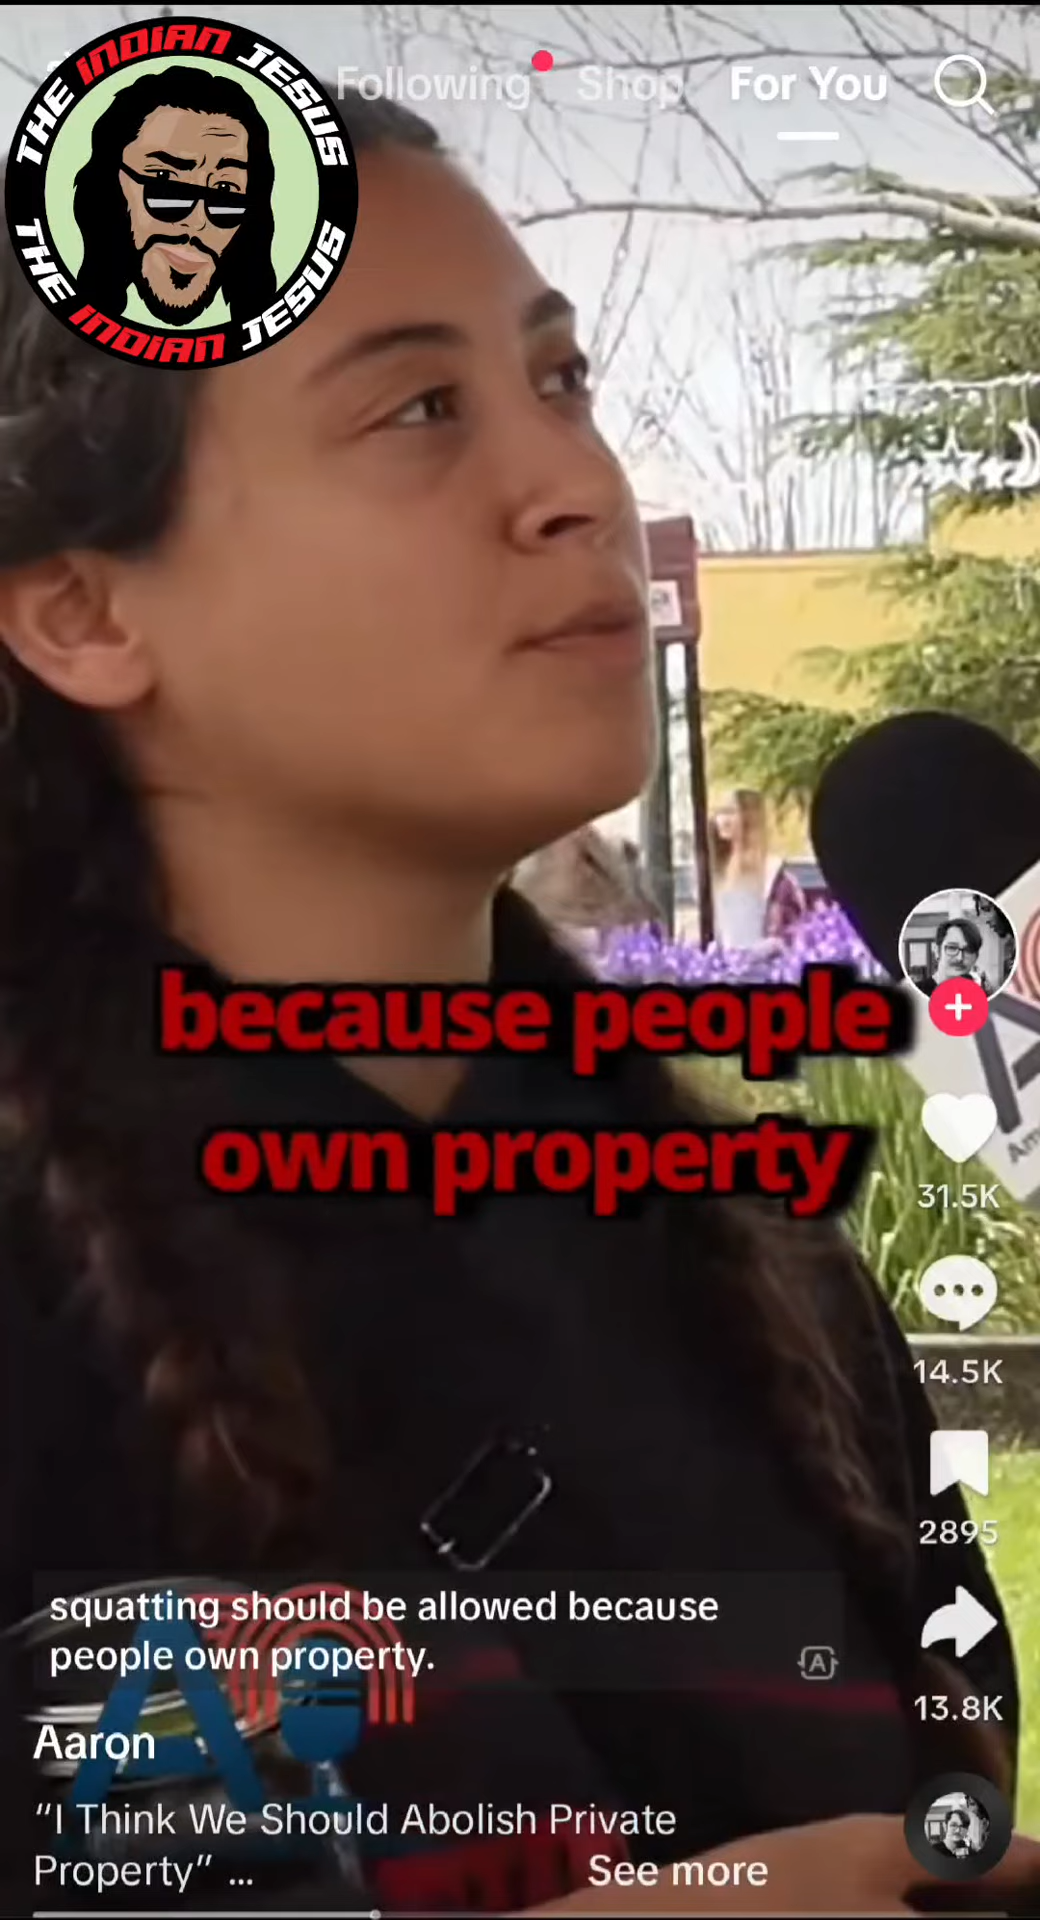 THE INDIAN JESUS
THE INDIAN JESUS
Following
Shop
For You
because people
own property
31.5K
14.5K
2895
13.8K
squatting should be allowed because
people own property.
A
Aaron
“I Think We Should Abolish Private
Property” ...
See more